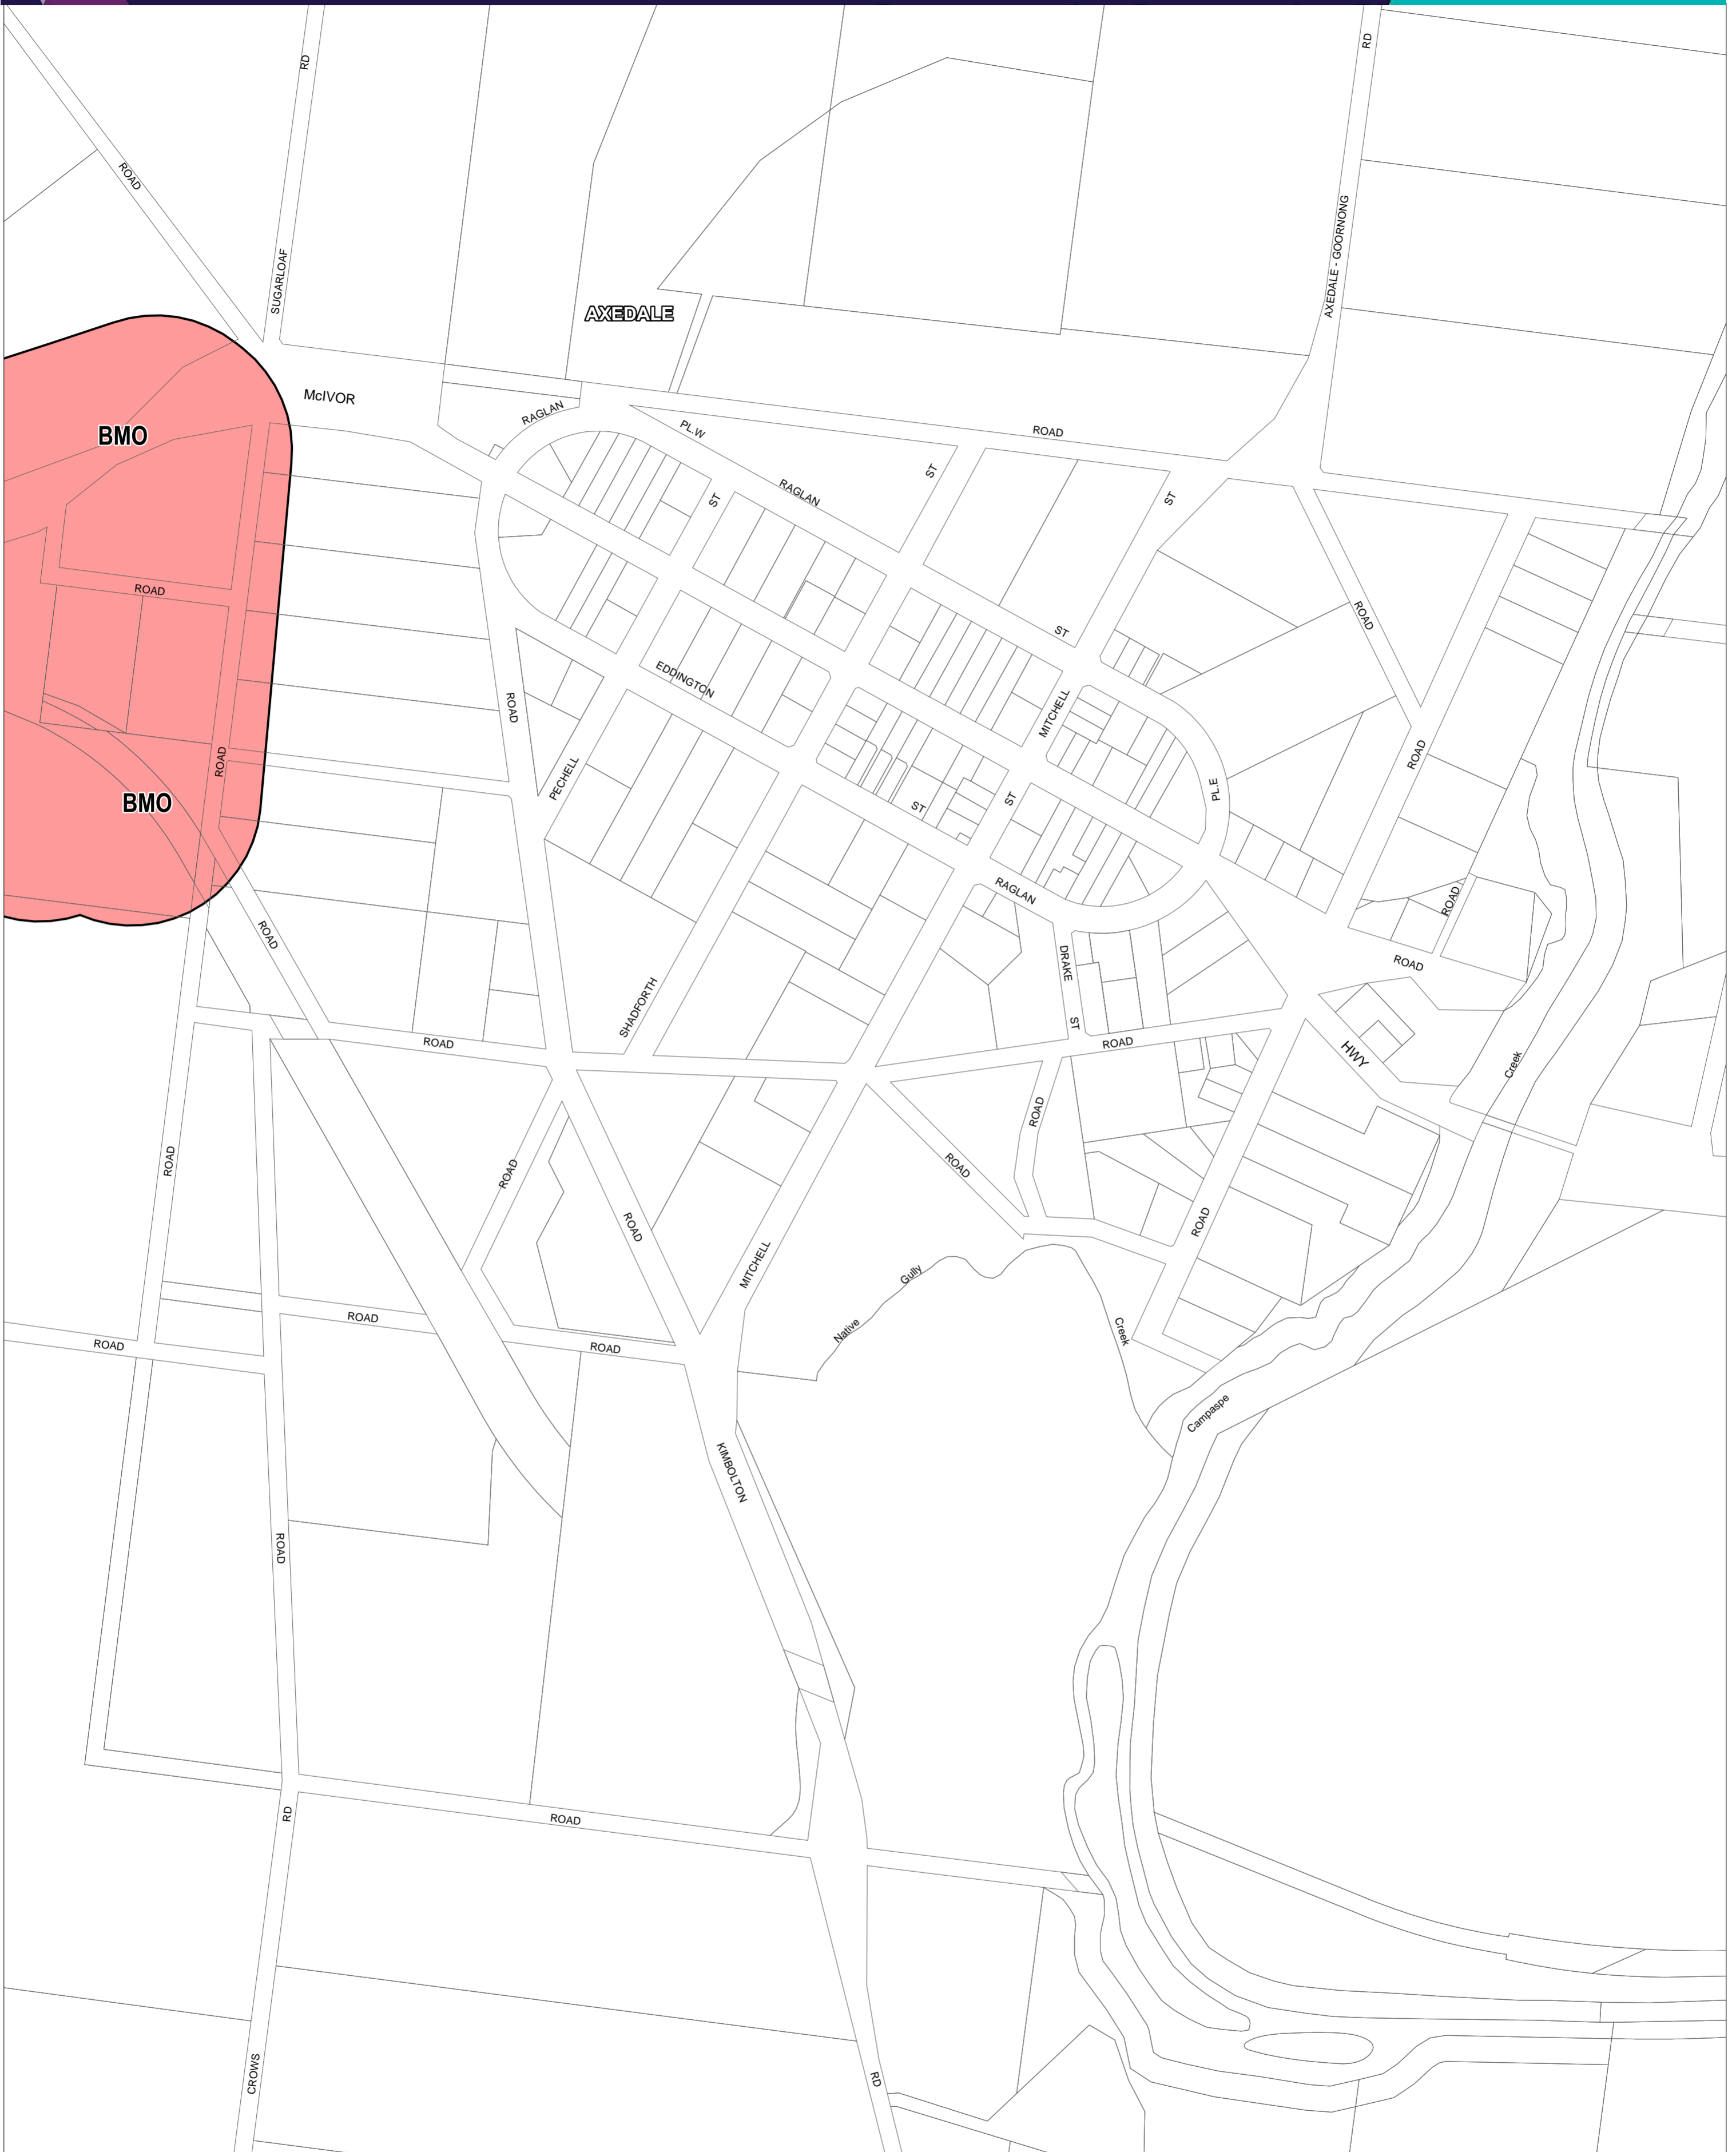 RD
RD
ROAD
AXEDALE - GOORNONG
SUGARLOAF
AXEDALE
McIVOR
RAGLAN
PL.W
ROAD
BMO
ST
RAGLAN
ST
ST
ROAD
ROAD
ST
EDDINGTON
ROAD
MITCHELL
ROAD
ROAD
PECHELL
PL.E
BMO
ST
ST
RAGLAN
ROAD
ROAD
DRAKE
ROAD
SHADFORTH
ST
ROAD
ROAD
HWY
Creek
ROAD
ROAD
ROAD
ROAD
ROAD
ROAD
MITCHELL
Gully
Native
Creek
ROAD
ROAD
ROAD
Campaspe
KIMBOLTON
ROAD
RD
ROAD
CROWS
RD